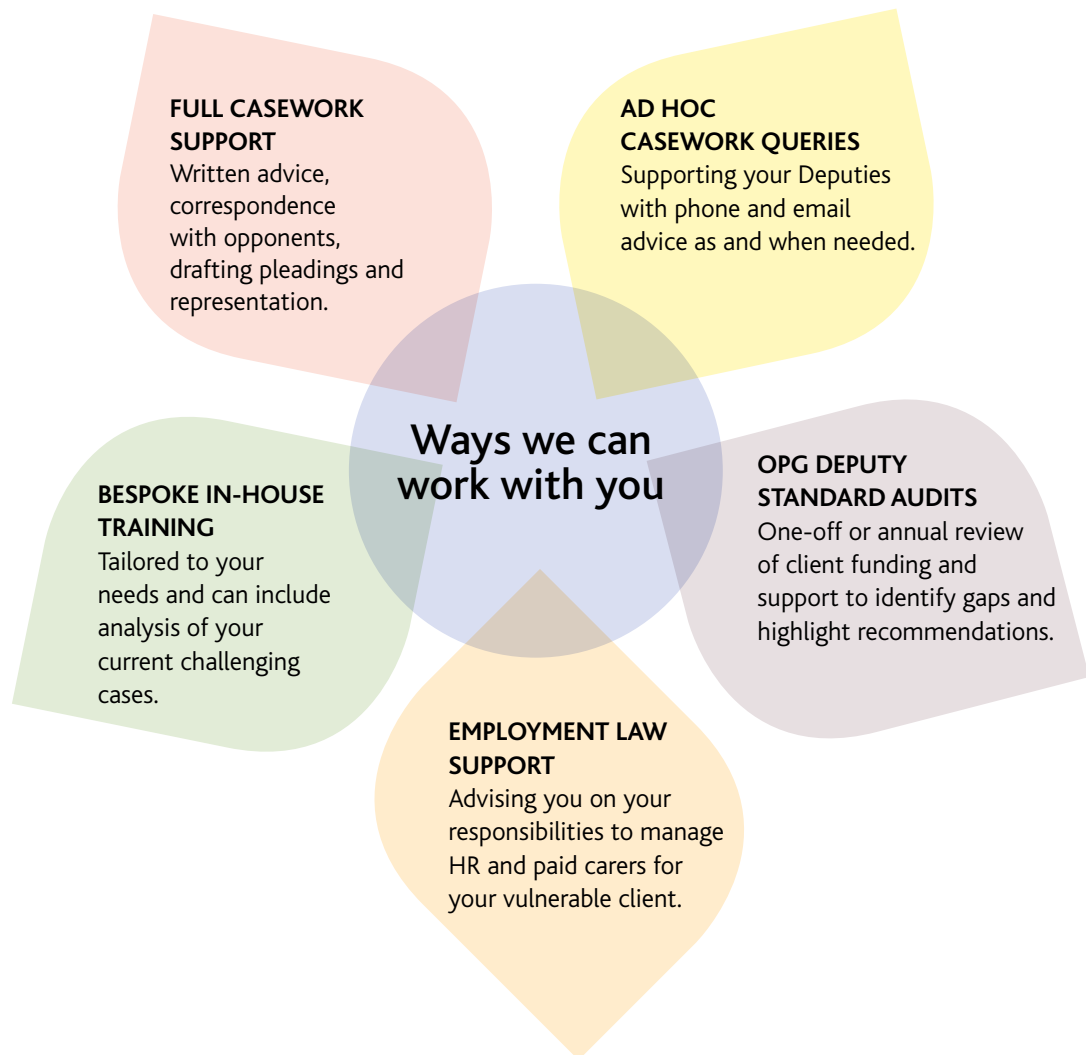 FULL CASEWORK
SUPPORT
Written advice,
correspondence
with opponents,
drafting pleadings and
representation.
AD HOC
CASEWORK QUERIES
Supporting your Deputies
with phone and email
advice as and when needed.
Ways we can
work with you
BESPOKE IN-HOUSE
TRAINING
Tailored to your
needs and can include
analysis of your
current challenging
cases.
OPG DEPUTY
STANDARD AUDITS
One-off or annual review
of client funding and
support to identify gaps and
highlight recommendations.
EMPLOYMENT LAW
SUPPORT
Advising you on your
responsibilities to manage
HR and paid carers for
your vulnerable client.